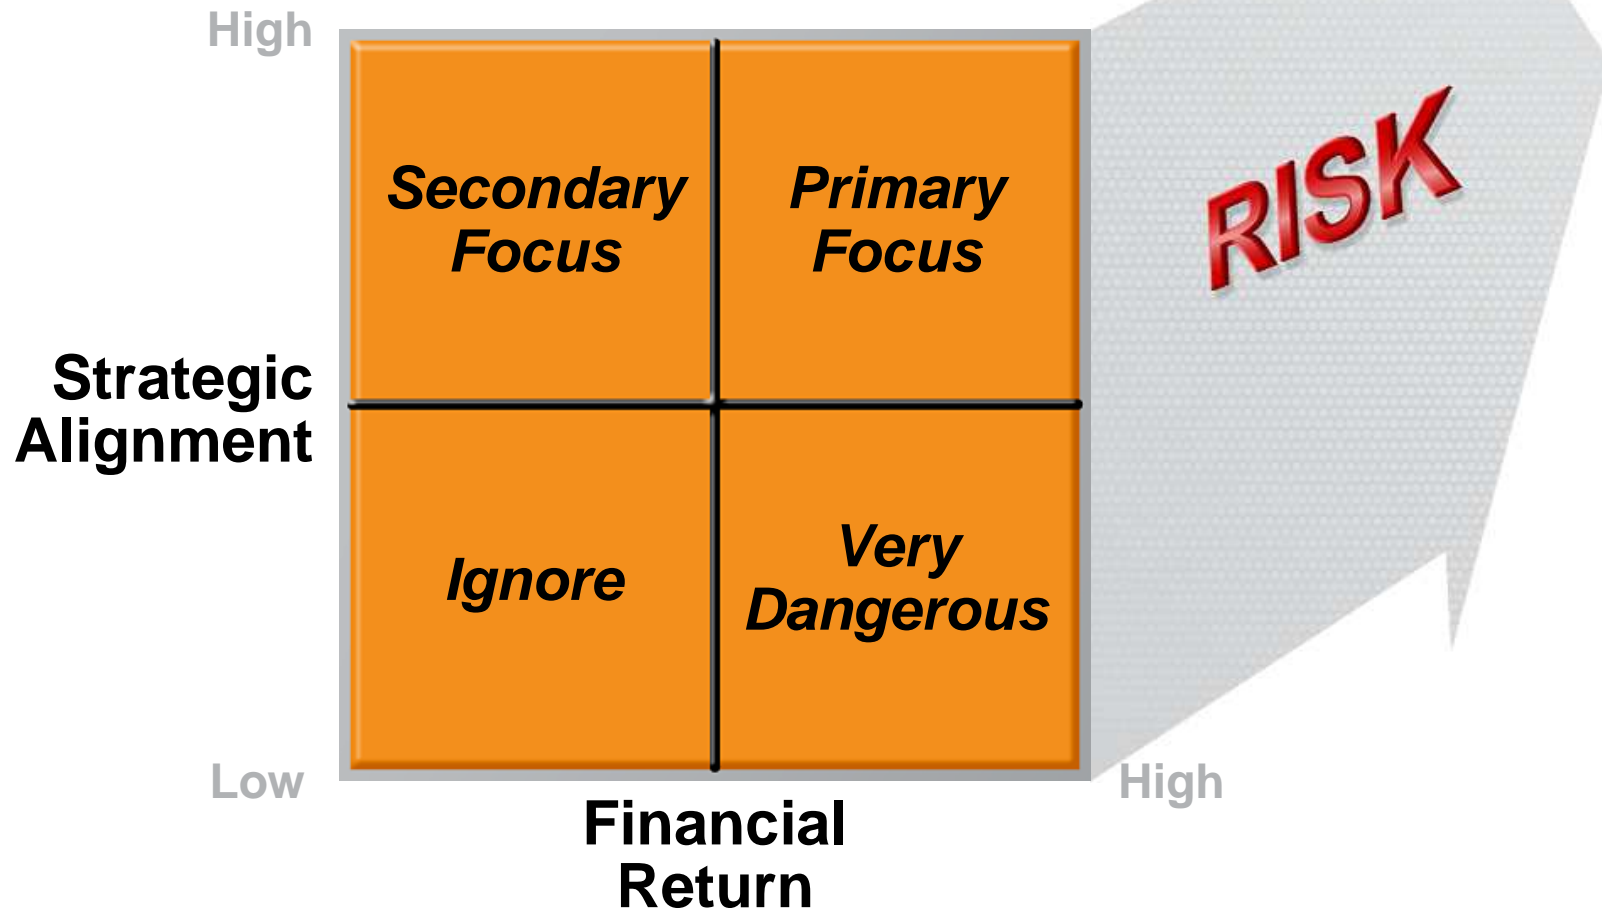 High
Secondary
Focus
Primary
Focus
RISK
Strategic
Alignment
Ignore
Very
Dangerous
Low
High
Financial
Return